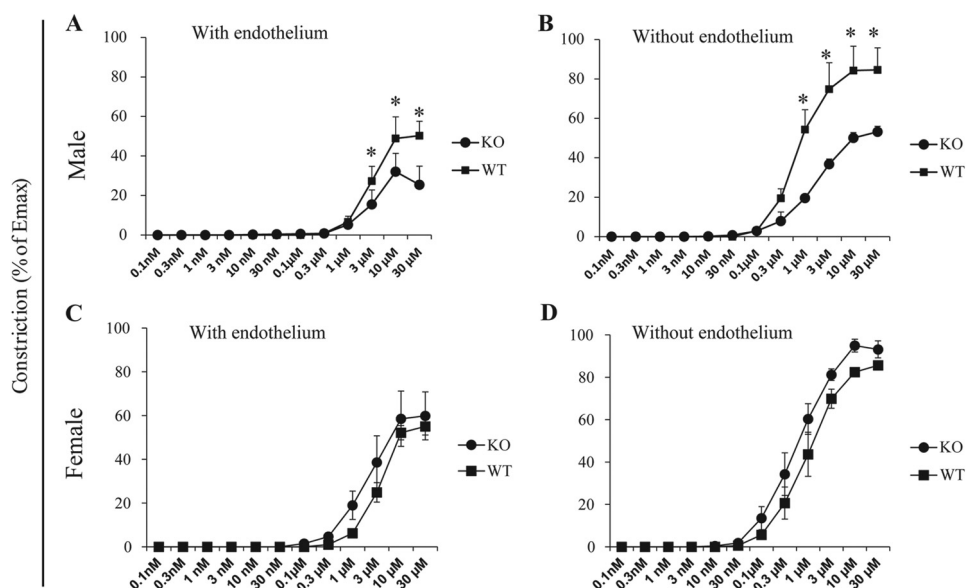 Constriction (% of Emax)
Male
Female
A
With endothelium
100
80
60
40
20
0
* * *
KO
WT
0.1nM 0.3nM 1 nM 3 nM 10 nM 30 nM 0.1µM 0.3 µM 1 µM 3 µM 10 µM 30 µM
B
Without endothelium
100
80
60
40
20
0
* * * *
KO
WT
0.1nM 0.3nM 1 nM 3 nM 10 nM 30 nM 0.1µM 0.3 µM 1 µM 3 µM 10 µM 30 µM
C
With endothelium
100
80
60
40
20
0
KO
WT
0.1nM 0.3nM 1 nM 3 nM 10 nM 30 nM 0.1µM 0.3 µM 1 µM 3 µM 10 µM 30 µM
D
Without endothelium
100
80
60
40
20
0
KO
WT
0.1nM 0.3nM 1 nM 3 nM 10 nM 30 nM 0.1µM 0.3 µM 1 µM 3 µM 10 µM 30 µM